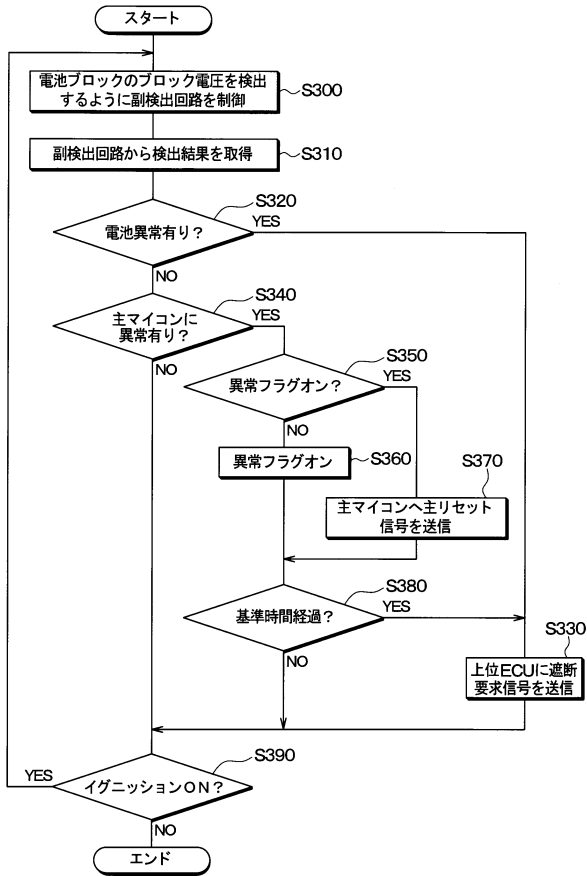 スタート
電池ブロックのブロック電圧を検出
するように副検出回路を制御
S300
副検出回路から検出結果を取得
S310
S320
電池異常有り?
YES
NO
S340
主マイコンに
異常有り?
YES
NO
S350
異常フラグオン?
YES
NO
異常フラグオン
S360
S370
主マイコンへ主リセット
信号を送信
S380
基準時間経過?
YES
NO
S330
上位ECUに遮断
要求信号を送信
S390
イグニッションON?
YES
NO
エンド